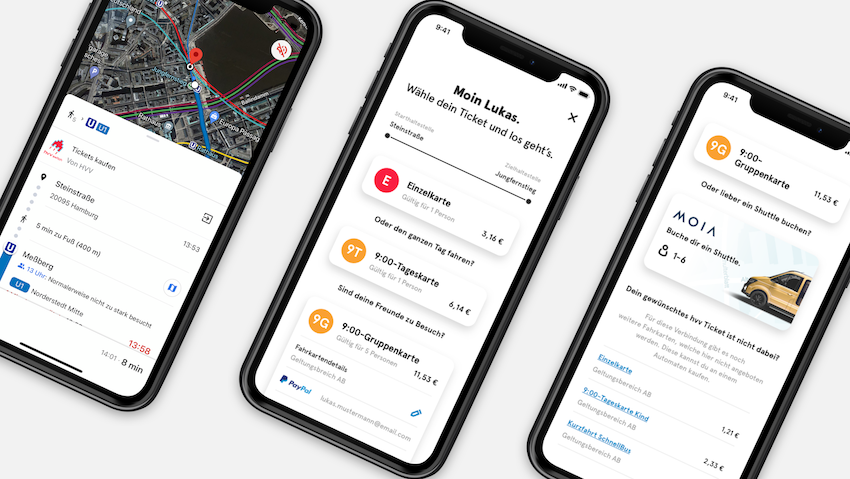 Deutschland
Jungfernstieg
Ballindamm
Europa Passage
Rathaus
5
U U1
Tickets kaufen
Von HVV
Steinstraße
20095 Hamburg
13:53
5 min zu Fuß (400 m)
U
Meßberg
13 Uhr: Normalerweise nicht zu stark besucht
U1 Norderstedt Mitte
13:58
14:01 · 8 min
9:41
Moin Lukas.
Wähle dein Ticket und los geht's.
Starthaltestelle
Steinstraße
Zielhaltestelle
Jungfernstieg
E
Einzelkarte
Gültig für 1 Person
3,16 €
Oder den ganzen Tag fahren?
9T
9:00-Tageskarte
Gültig für 1 Person
6,14 €
Sind deine Freunde zu Besuch?
9G
9:00-Gruppenkarte
Gültig für 5 Personen
11,53 €
Fahrkartendetails
Geltungsbereich AB
PayPal
lukas.mustermann@email.com
9:41
9G
9:00-
Gruppenkarte
11,53 €
Oder lieber ein Shuttle buchen?
MOIA
Buche dir ein Shuttle.
1-6
Dein gewünschtes hvv Ticket ist nicht dabei?
Für diese Verbindung gibt es noch
weitere Fahrkarten, welche hier nicht angeboten
werden. Diese kannst du an einem
Automaten kaufen.
Einzelkarte
Geltungsbereich AB
9:00-Tageskarte Kind
Geltungsbereich AB
1,21 €
Kurzfahrt SchnellBus
Geltungsbereich AB
2,33 €